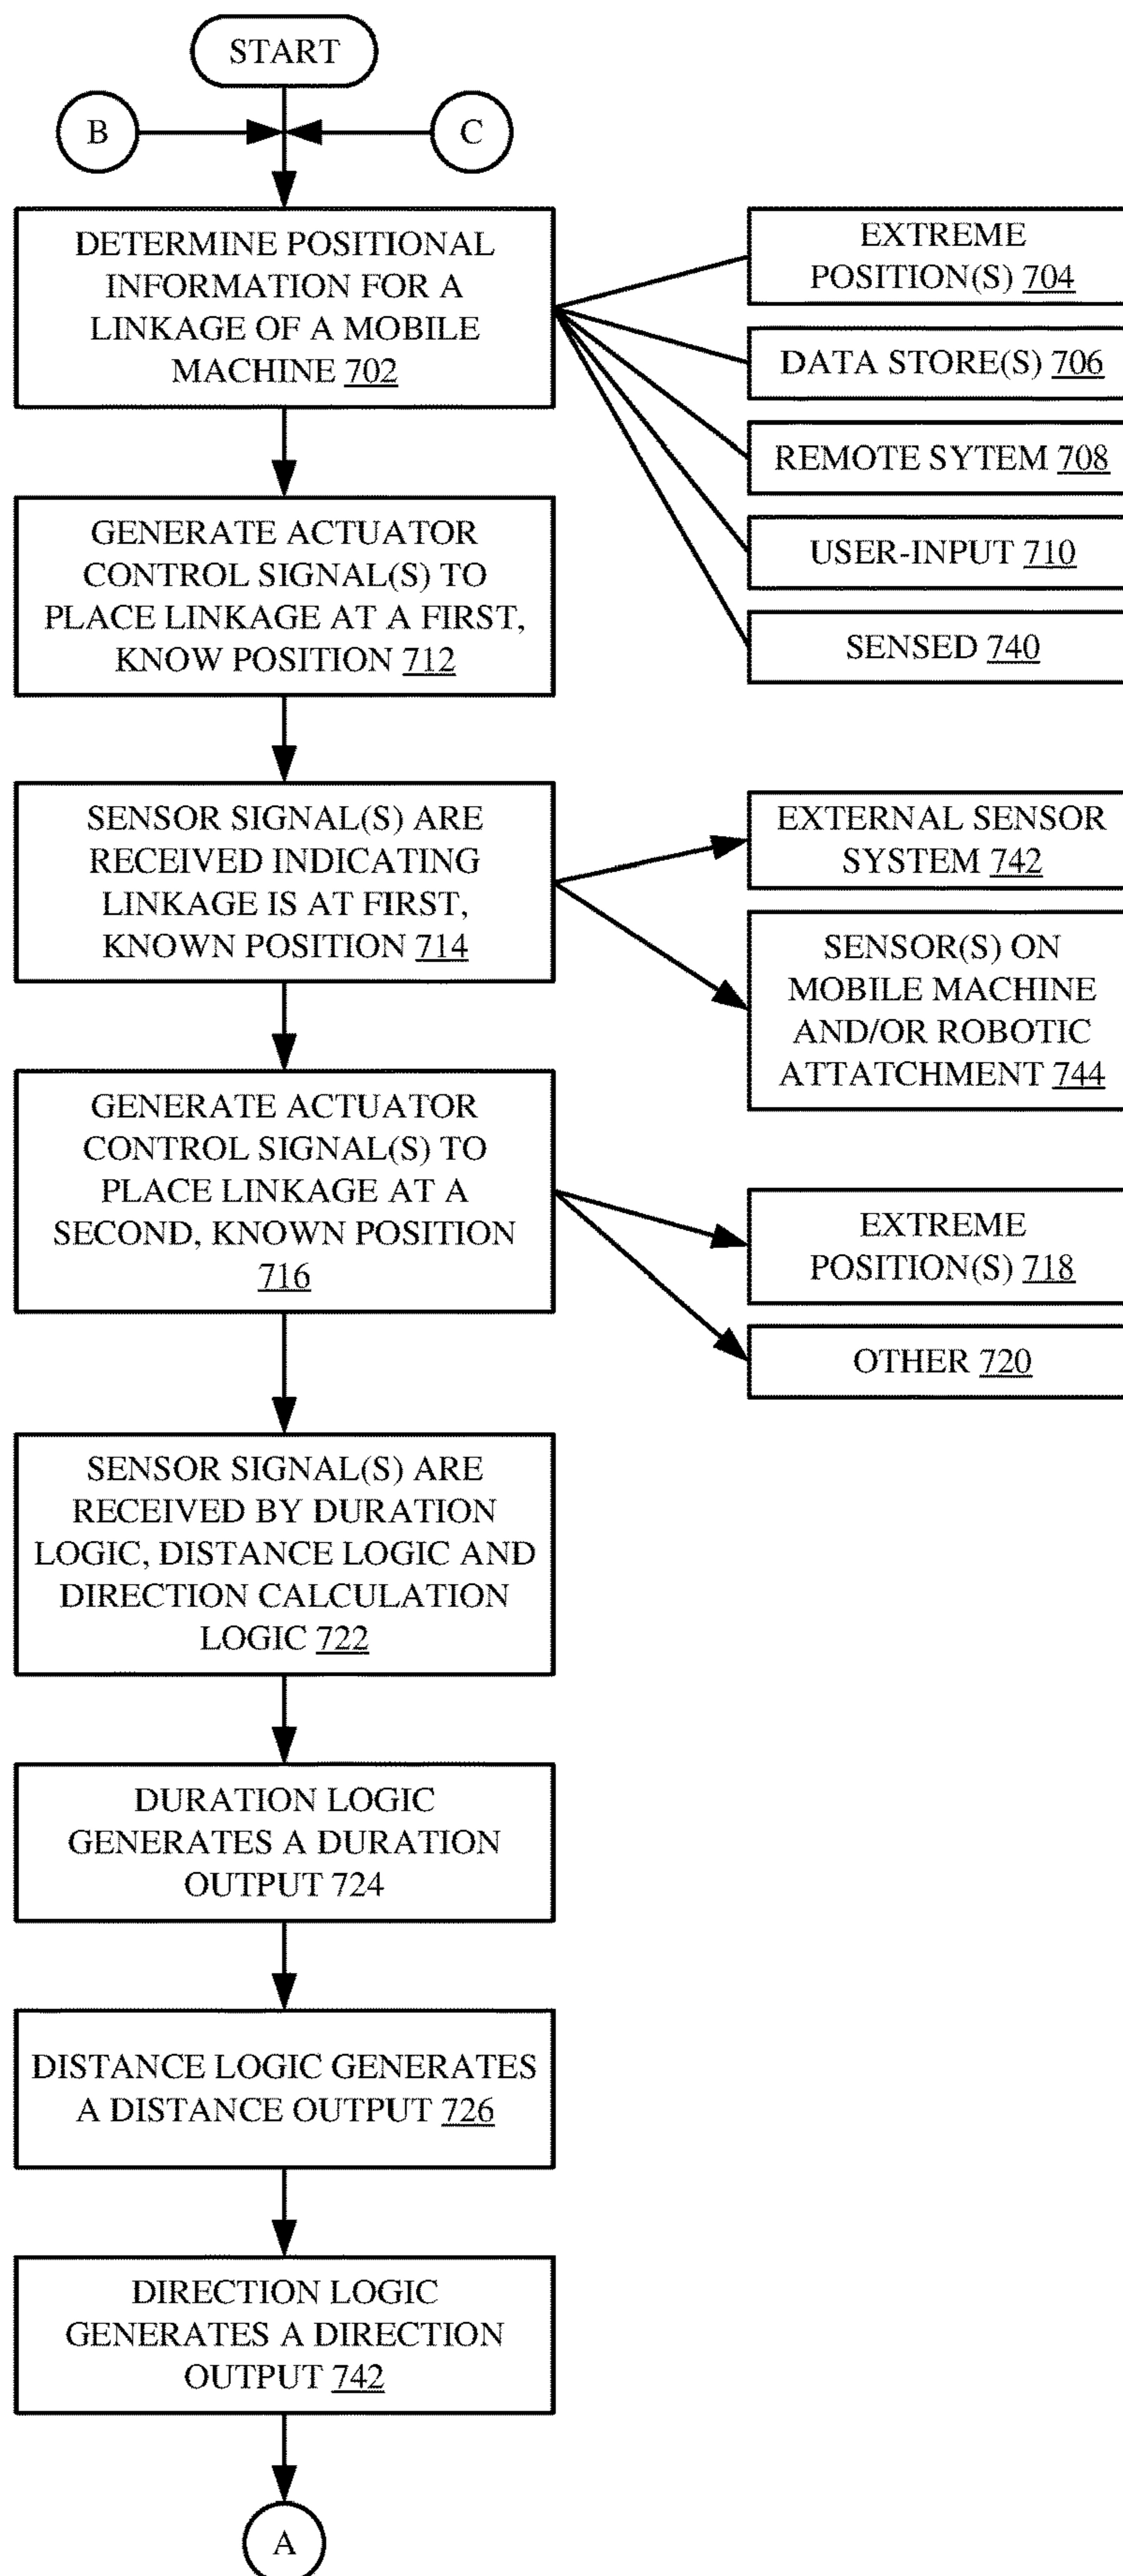 START
B
C
DETERMINE POSITIONAL
INFORMATION FOR A
LINKAGE OF A MOBILE
MACHINE 702
EXTREME
POSITION(S) 704
DATA STORE(S) 706
REMOTE SYTEM 708
USER-INPUT 710
SENSED 740
GENERATE ACTUATOR
CONTROL SIGNAL(S) TO
PLACE LINKAGE AT A FIRST,
KNOW POSITION 712
SENSOR SIGNAL(S) ARE
RECEIVED INDICATING
LINKAGE IS AT FIRST,
KNOWN POSITION 714
EXTERNAL SENSOR
SYSTEM 742
SENSOR(S) ON
MOBILE MACHINE
AND/OR ROBOTIC
ATTATCHMENT 744
GENERATE ACTUATOR
CONTROL SIGNAL(S) TO
PLACE LINKAGE AT A
SECOND, KNOWN POSITION
716
EXTREME
POSITION(S) 718
OTHER 720
SENSOR SIGNAL(S) ARE
RECEIVED BY DURATION
LOGIC, DISTANCE LOGIC AND
DIRECTION CALCULATION
LOGIC 722
DURATION LOGIC
GENERATES A DURATION
OUTPUT 724
DISTANCE LOGIC GENERATES
A DISTANCE OUTPUT 726
DIRECTION LOGIC
GENERATES A DIRECTION
OUTPUT 742
A